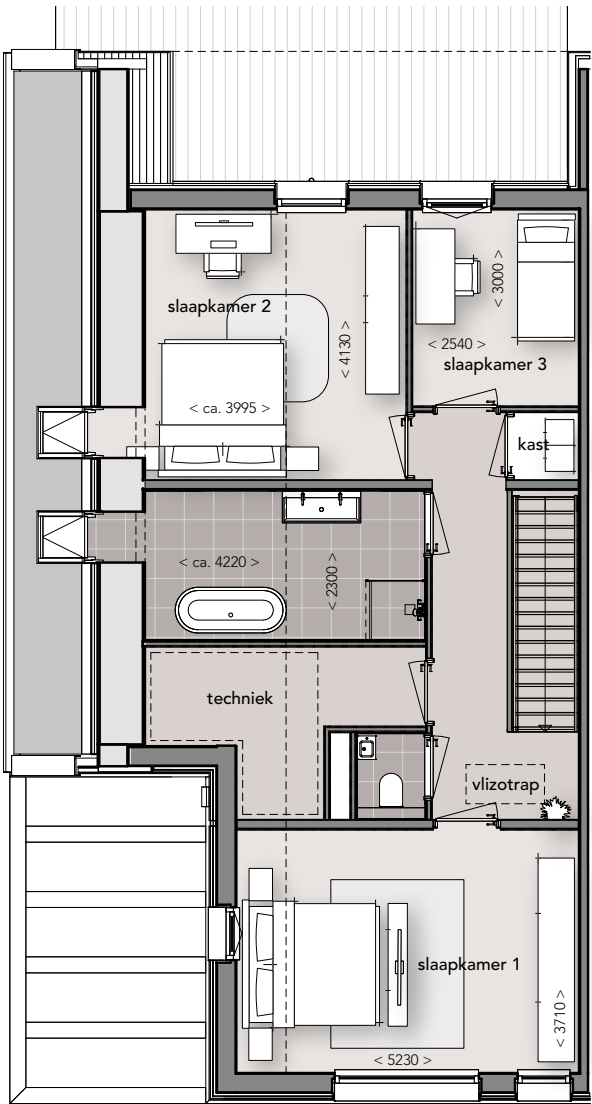 slaapkamer 2
< 4130 >
< ca. 3995 >
< 3000 >
< 2540 >
slaapkamer 3
kast
< ca. 4220 >
< 2300 >
techniek
vlizotrap
slaapkamer 1
< 3710 >
< 5230 >